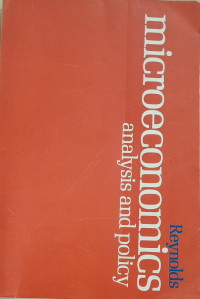 Reynolds
microeconomics
analysis and policy